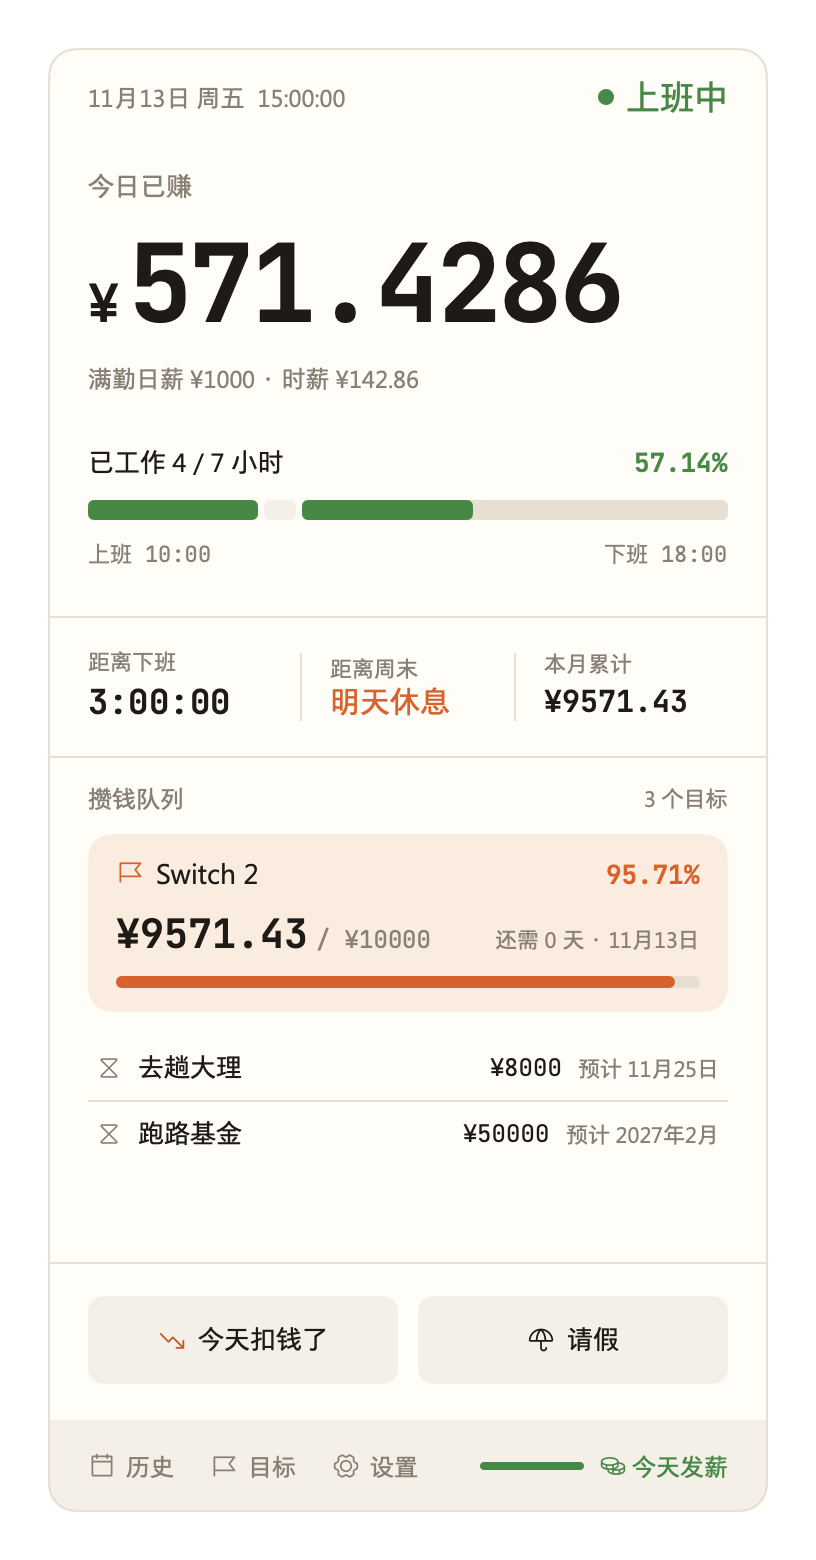 11月13日 周五 15:00:00
上班中
今日已赚
¥571.4286
满勤日薪 ¥1000 · 时薪 ¥142.86
已工作 4 / 7 小时
57.14%
上班 10:00
下班 18:00
距离下班
3:00:00
距离周末
明天休息
本月累计
¥9571.43
攒钱队列
3 个目标
Switch 2
95.71%
¥9571.43 / ¥10000
还需 0 天 · 11月13日
去趟大理
¥8000 预计 11月25日
跑路基金
¥50000 预计 2027年2月
今天扣钱了
请假
历史
目标
设置
今天发薪